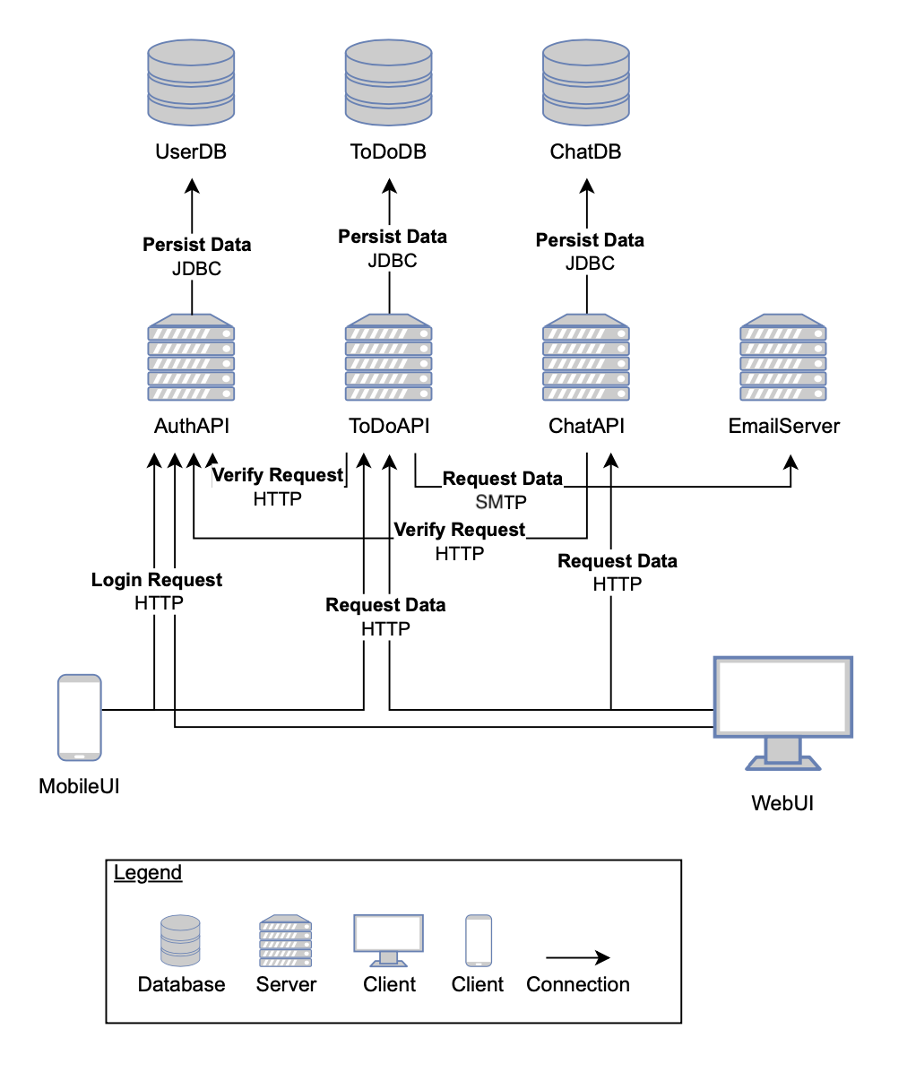 UserDB
ToDoDB
ChatDB
Persist Data
JDBC
Persist Data
JDBC
Persist Data
JDBC
AuthAPI
ToDoAPI
ChatAPI
EmailServer
Verify Request
HTTP
Request Data
SMTP
Verify Request
HTTP
Login Request
HTTP
Request Data
HTTP
Request Data
HTTP
MobileUI
WebUI
Legend
Database
Server
Client
Client
Connection